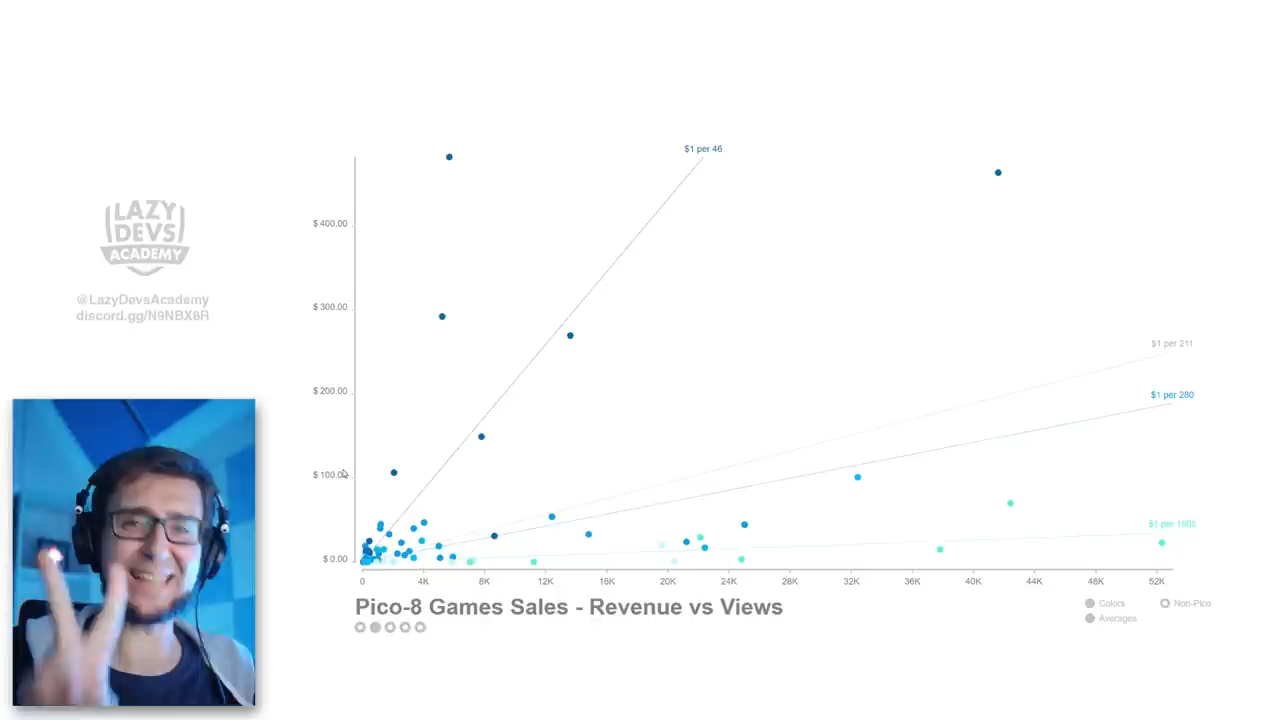 LAZY
DEVS
ACADEMY
@LazyDevsAcademy
discord.gg/N9NBX8R
$1 per 46
$ 400.00
$ 300.00
$ 200.00
$ 100.00
$ 0.00
$1 per 211
$1 per 280
$1 per
0 4K 8K 12K 16K 20K 24K 28K 32K 36K 40K 44K 48K 52K
Pico-8 Games Sales - Revenue vs Views
Colors
Non-Pico
Averages